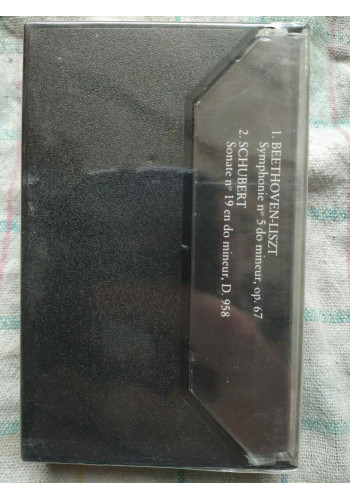 1. BEETHOVEN-LISZT
Symphonie nº 5 do mineur, op. 67
2. SCHUBERT
Sonate nº 19 en do mineur, D. 958